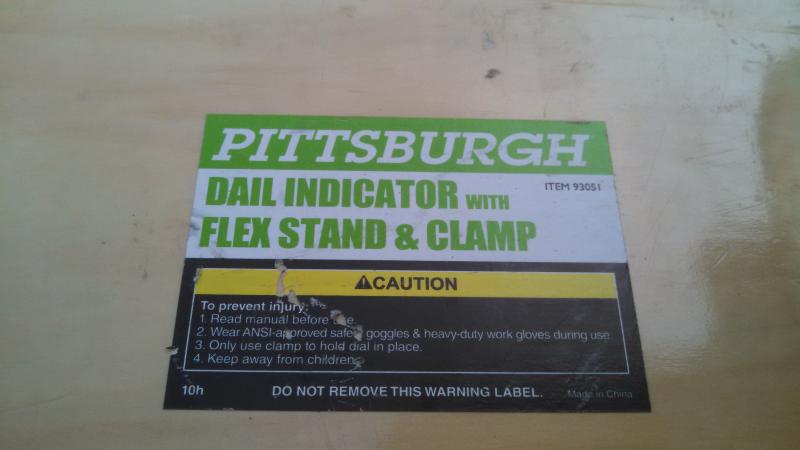 PITTSBURGH
ITEM 93051
DAIL INDICATOR WITH
FLEX STAND & CLAMP
⚠CAUTION
To prevent injury:
1. Read manual before use.
2. Wear ANSI-approved safety goggles & heavy-duty work gloves during use.
3. Only use clamp to hold dial in place.
4. Keep away from children.
10h
DO NOT REMOVE THIS WARNING LABEL.
Made in China